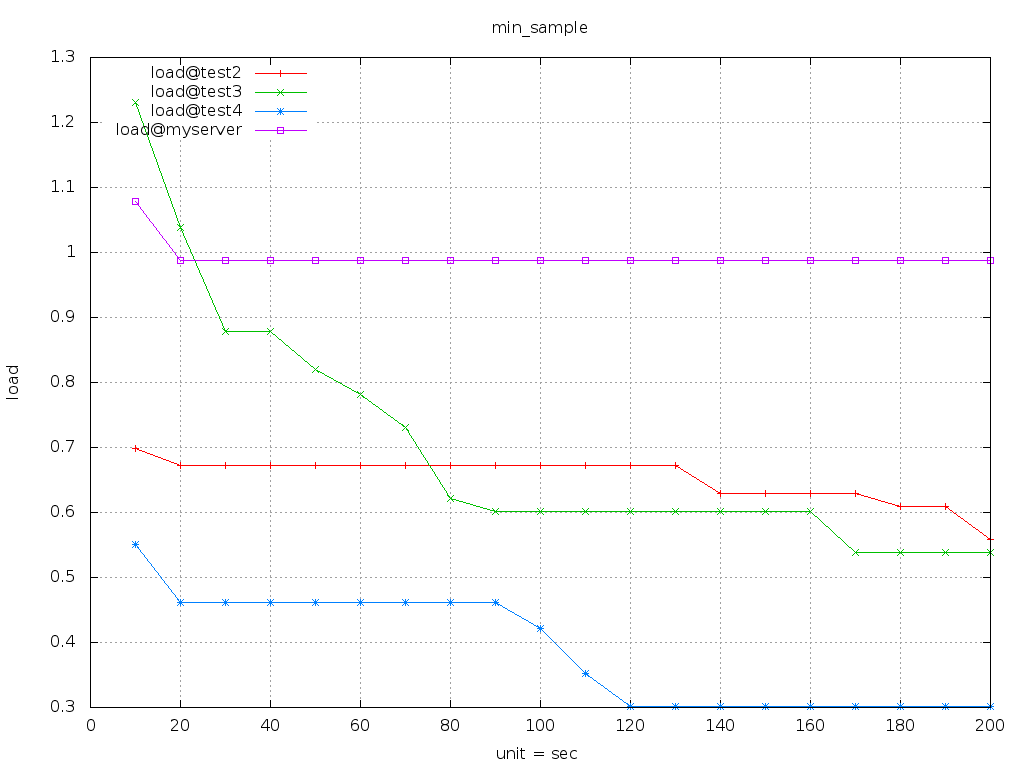 min_sample
load@test2
load@test3
load@test4
load@myserver
1.3
1.2
1.1
1
0.9
0.8
0.7
0.6
0.5
0.4
0.3
load
0 20 40 60 80 100 120 140 160 180 200
unit = sec